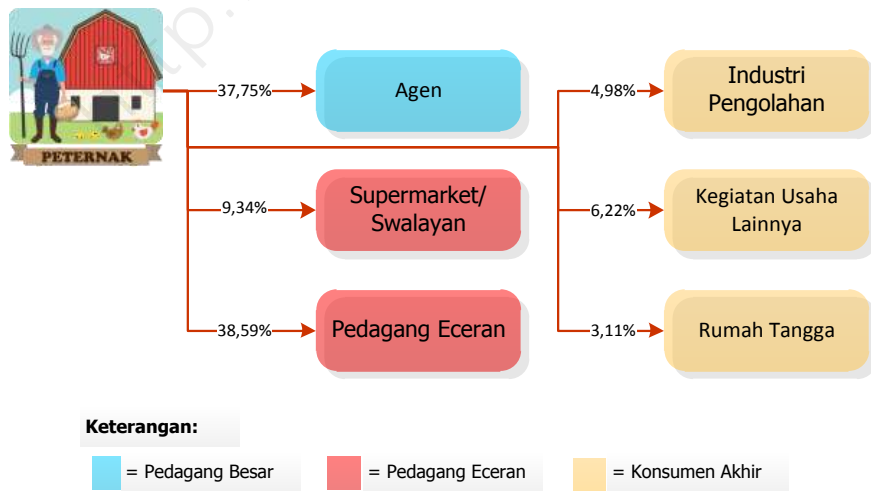 PETERNAK
37,75%
Agen
4,98%
Industri
Pengolahan
9,34%
Supermarket/
Swalayan
6,22%
Kegiatan Usaha
Lainnya
38,59%
Pedagang Eceran
3,11%
Rumah Tangga
Keterangan:
= Pedagang Besar
= Pedagang Eceran
= Konsumen Akhir